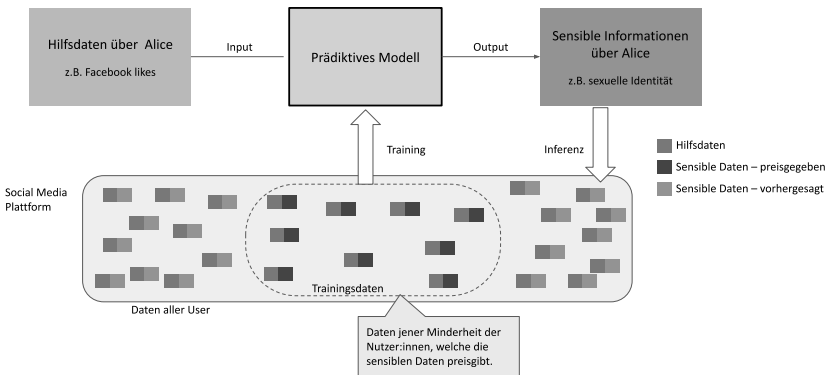 Hilfsdaten über Alice
z.B. Facebook likes
Input
Prädiktives Modell
Output
Sensible Informationen
über Alice
z.B. sexuelle Identität
Training
Inferenz
Hilfsdaten
Sensible Daten – preisgegeben
Sensible Daten – vorhergesagt
Social Media
Plattform
Trainingsdaten
Daten aller User
Daten jener Minderheit der
Nutzer:innen, welche die
sensiblen Daten preisgibt.